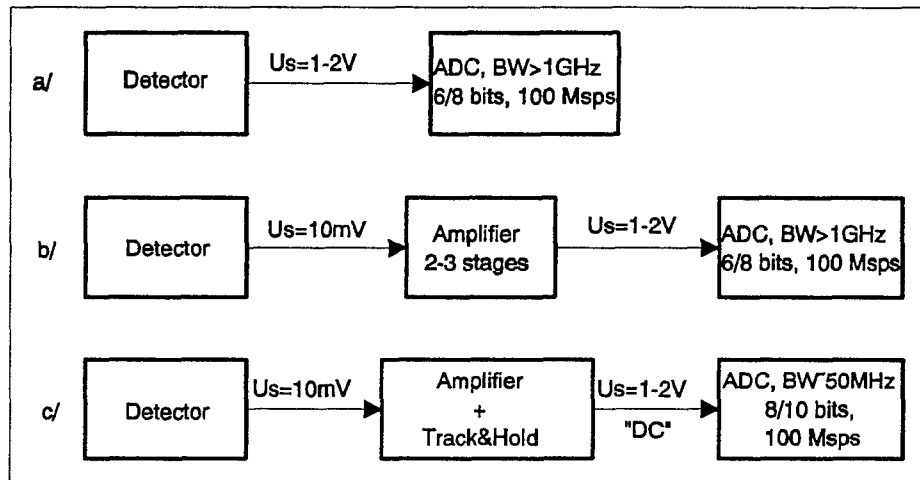 a/
Detector
Us=1-2V
ADC, BW>1GHz
6/8 bits, 100 Msps
b/
Detector
Us=10mV
Amplifier
2-3 stages
Us=1-2V
ADC, BW>1GHz
6/8 bits, 100 Msps
c/
Detector
Us=10mV
Amplifier
+
Track&Hold
Us=1-2V
"DC"
ADC, BW~50MHz
8/10 bits,
100 Msps